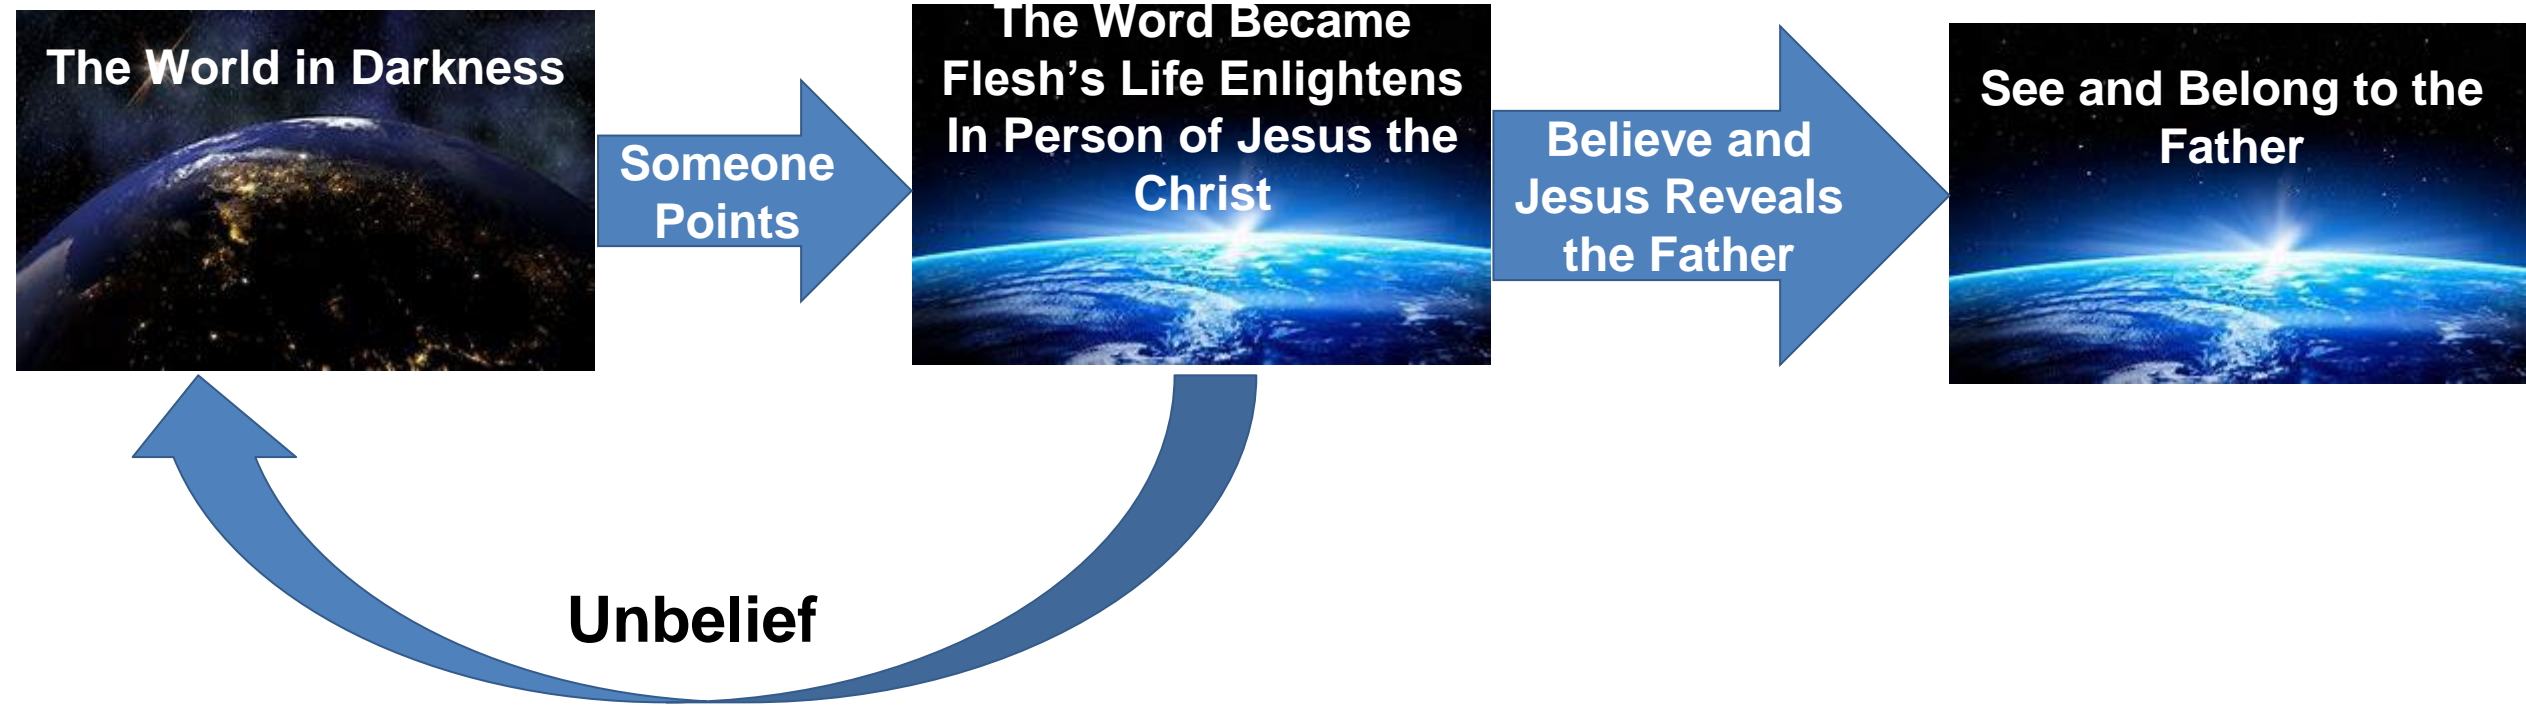 The World in Darkness
Someone
Points
The Word Became
Flesh’s Life Enlightens
In Person of Jesus the
Christ
Believe and
Jesus Reveals
the Father
See and Belong to the
Father
Unbelief